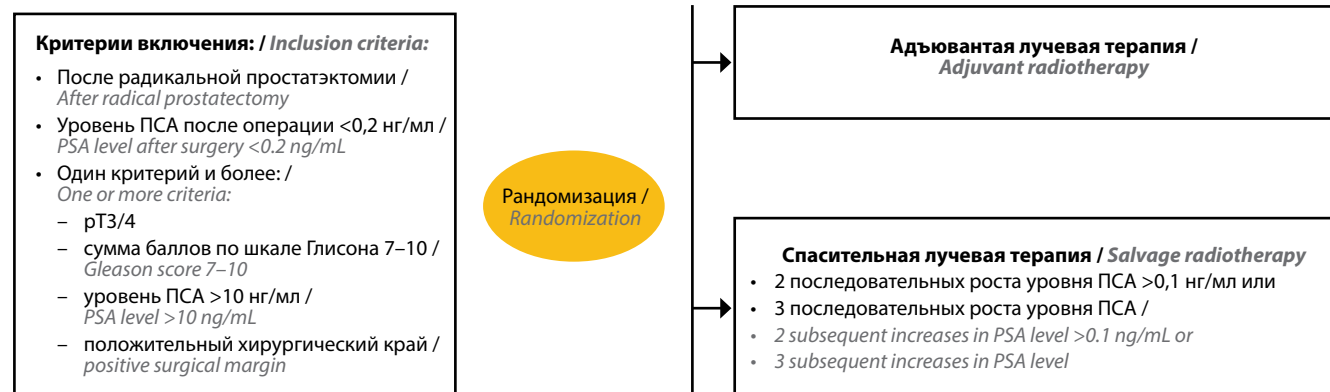 Критерии включения: / Inclusion criteria:
• После радикальной простатэктомии /
After radical prostatectomy
• Уровень ПСА после операции <0,2 нг/мл /
PSA level after surgery <0.2 ng/mL
• Один критерий и более: /
One or more criteria:
– pT3/4
– сумма баллов по шкале Глисона 7–10 /
Gleason score 7–10
– уровень ПСА >10 нг/мл /
PSA level >10 ng/mL
– положительный хирургический край /
positive surgical margin
Рандомизация /
Randomization
Адъювантая лучевая терапия /
Adjuvant radiotherapy
Спасительная лучевая терапия / Salvage radiotherapy
• 2 последовательных роста уровня ПСА >0,1 нг/мл или
• 3 последовательных роста уровня ПСА /
• 2 subsequent increases in PSA level >0.1 ng/mL or
• 3 subsequent increases in PSA level